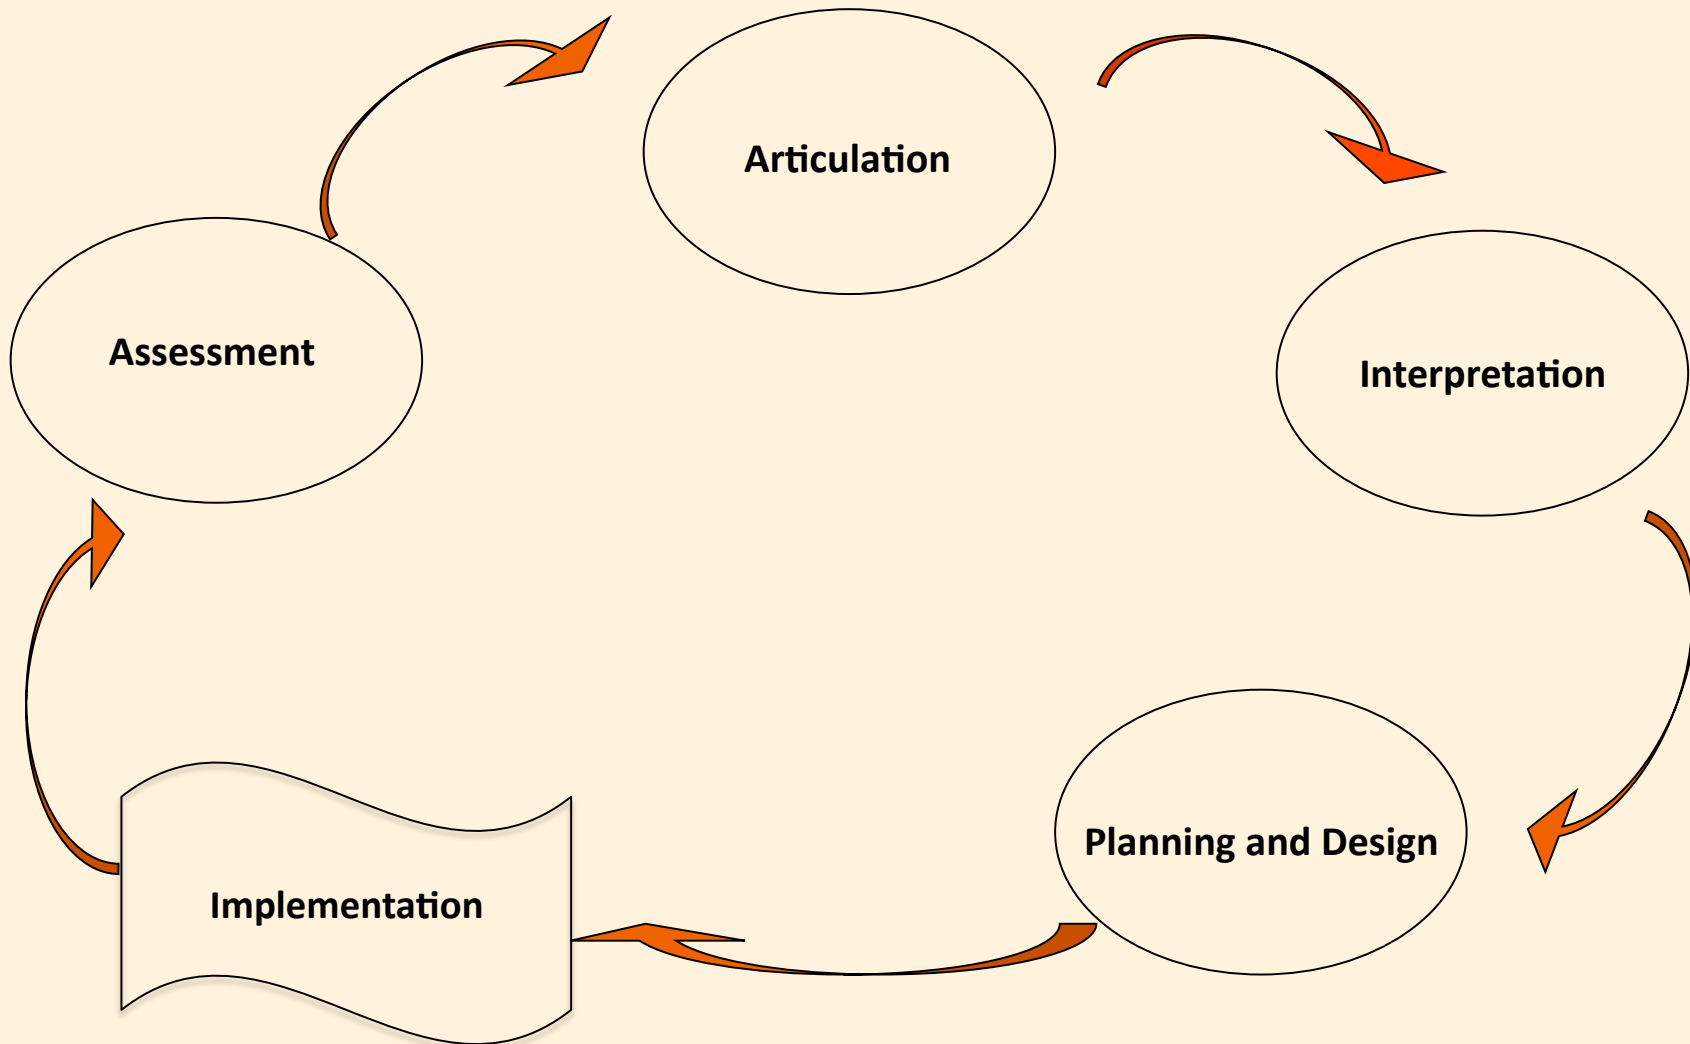 Articulation
Interpretation
Planning and Design
Implementation
Assessment